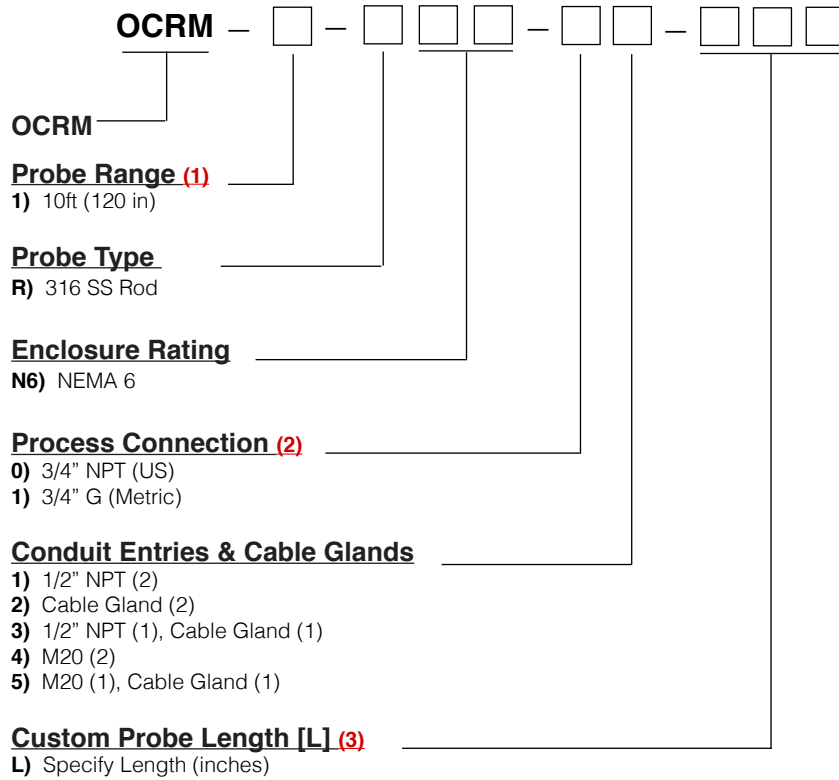 OCRM – □ – □ □ □ – □ □ – □ □ □
OCRM
Probe Range (1)
1) 10ft (120 in)
Probe Type
R) 316 SS Rod
Enclosure Rating
N6) NEMA 6
Process Connection (2)
0) 3/4” NPT (US)
1) 3/4” G (Metric)
Conduit Entries & Cable Glands
1) 1/2” NPT (2)
2) Cable Gland (2)
3) 1/2” NPT (1), Cable Gland (1)
4) M20 (2)
5) M20 (1), Cable Gland (1)
Custom Probe Length [L] (3)
L) Specify Length (inches)